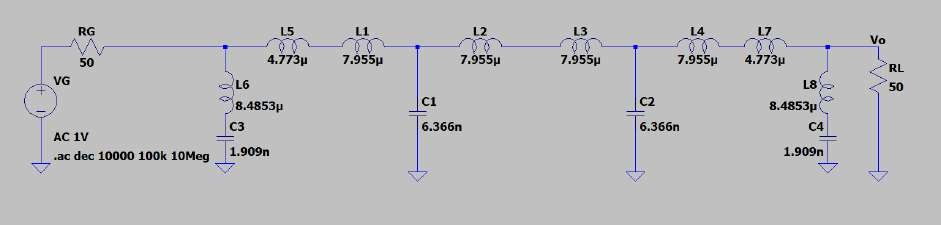 RG
50
VG
AC 1V
.ac dec 10000 100k 10Meg
L6
8.4853µ
C3
1.909n
L5
4.773µ
L1
7.955µ
C1
6.366n
L2
7.955µ
L3
7.955µ
C2
6.366n
L4
7.955µ
L7
4.773µ
L8
8.4853µ
C4
1.909n
Vo
RL
50